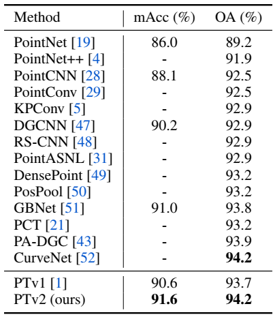 Method mAcc (%) OA (%)
PointNet [19] 86.0 89.2
PointNet++ [4] - 91.9
PointCNN [28] 88.1 92.5
PointConv [29] - 92.5
KPConv [5] - 92.9
DGCNN [47] 90.2 92.9
RS-CNN [48] - 92.9
PointASNL [31] - 92.9
DensePoint [49] - 93.2
PosPool [50] - 93.2
GBNet [51] 91.0 93.8
PCT [21] - 93.2
PA-DGC [43] - 93.9
CurveNet [52] - 94.2
PTv1 [1] 90.6 93.7
PTv2 (ours) 91.6 94.2